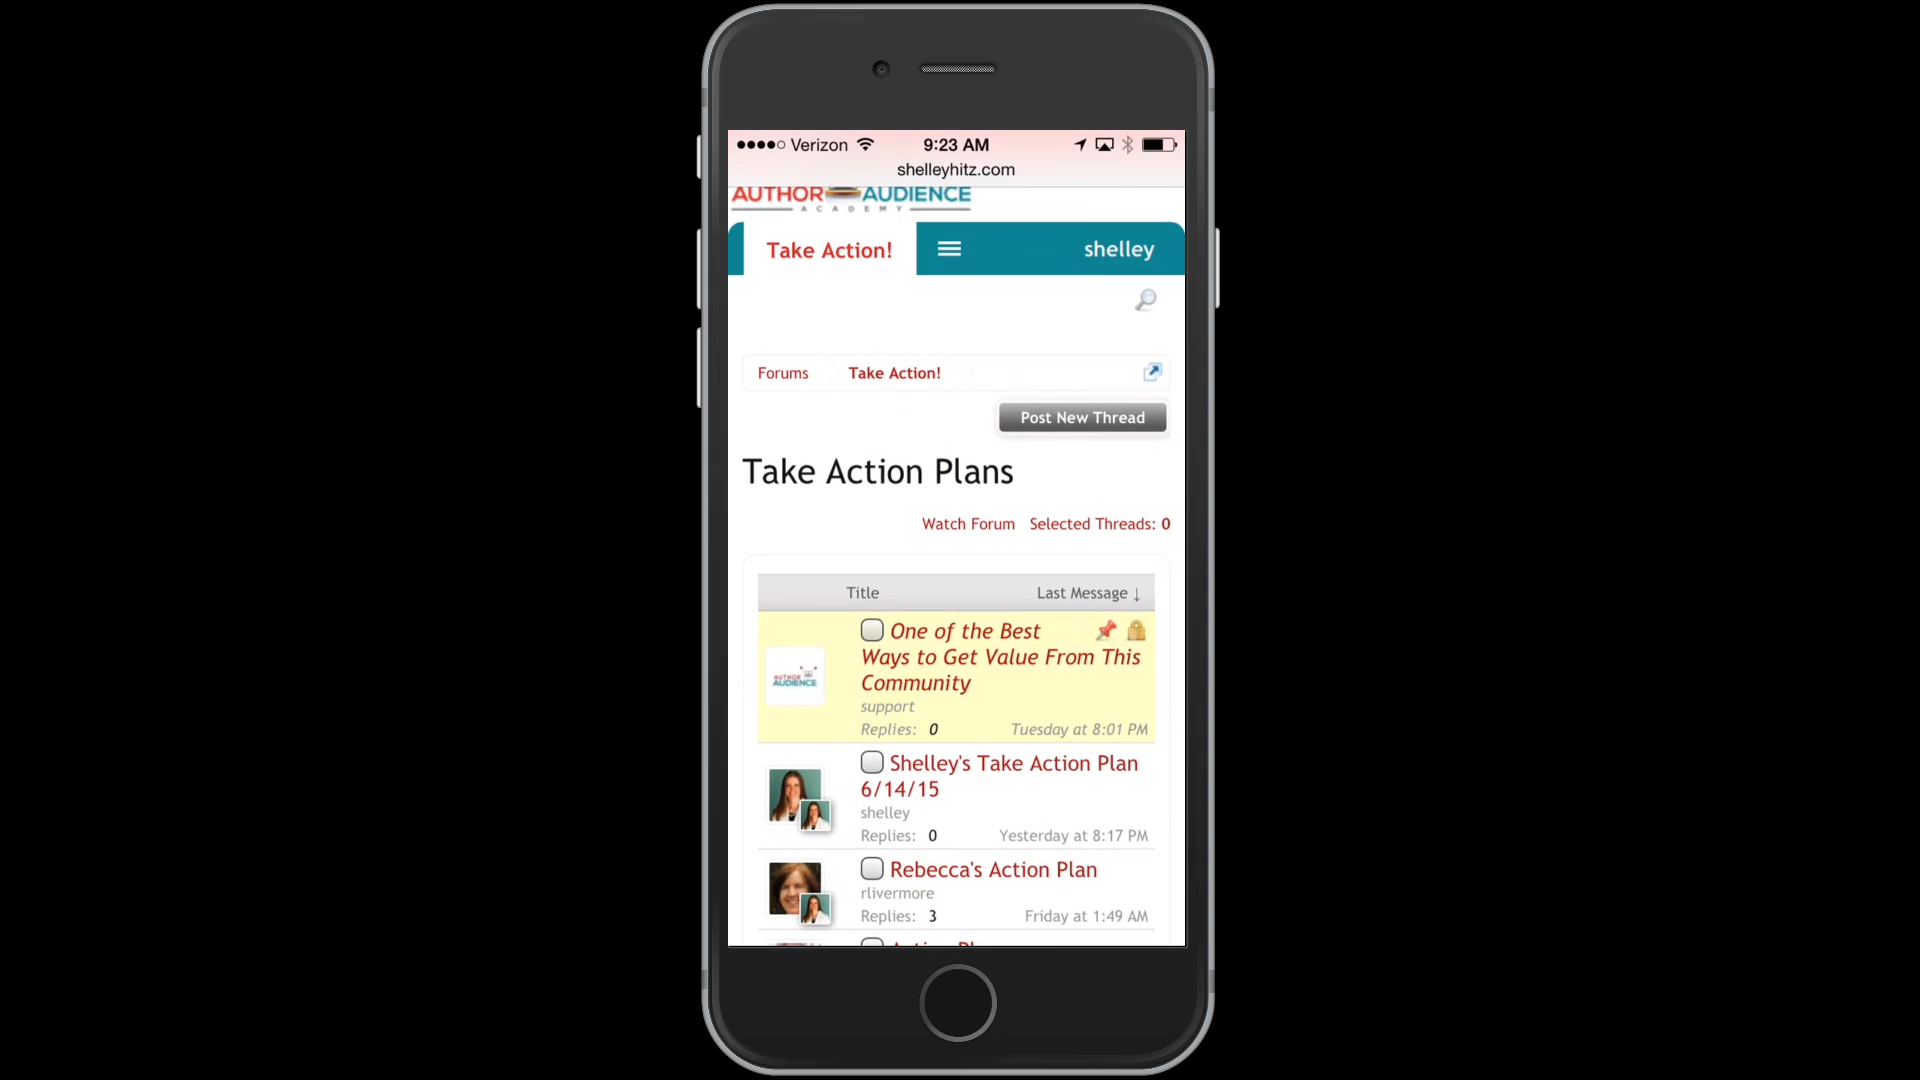 Verizon 9:23 AM
shelleyhitz.com
AUTHOR AUDIENCE
ACADEMY
Take Action! shelley
Forums Take Action!
Post New Thread
Take Action Plans
Watch Forum Selected Threads: 0
Title Last Message ↓
One of the Best
Ways to Get Value From This
Community
AUTHOR
AUDIENCE
support
Replies: 0 Tuesday at 8:01 PM
Shelley's Take Action Plan
6/14/15
shelley
Replies: 0 Yesterday at 8:17 PM
Rebecca's Action Plan
rlivermore
Replies: 3 Friday at 1:49 AM